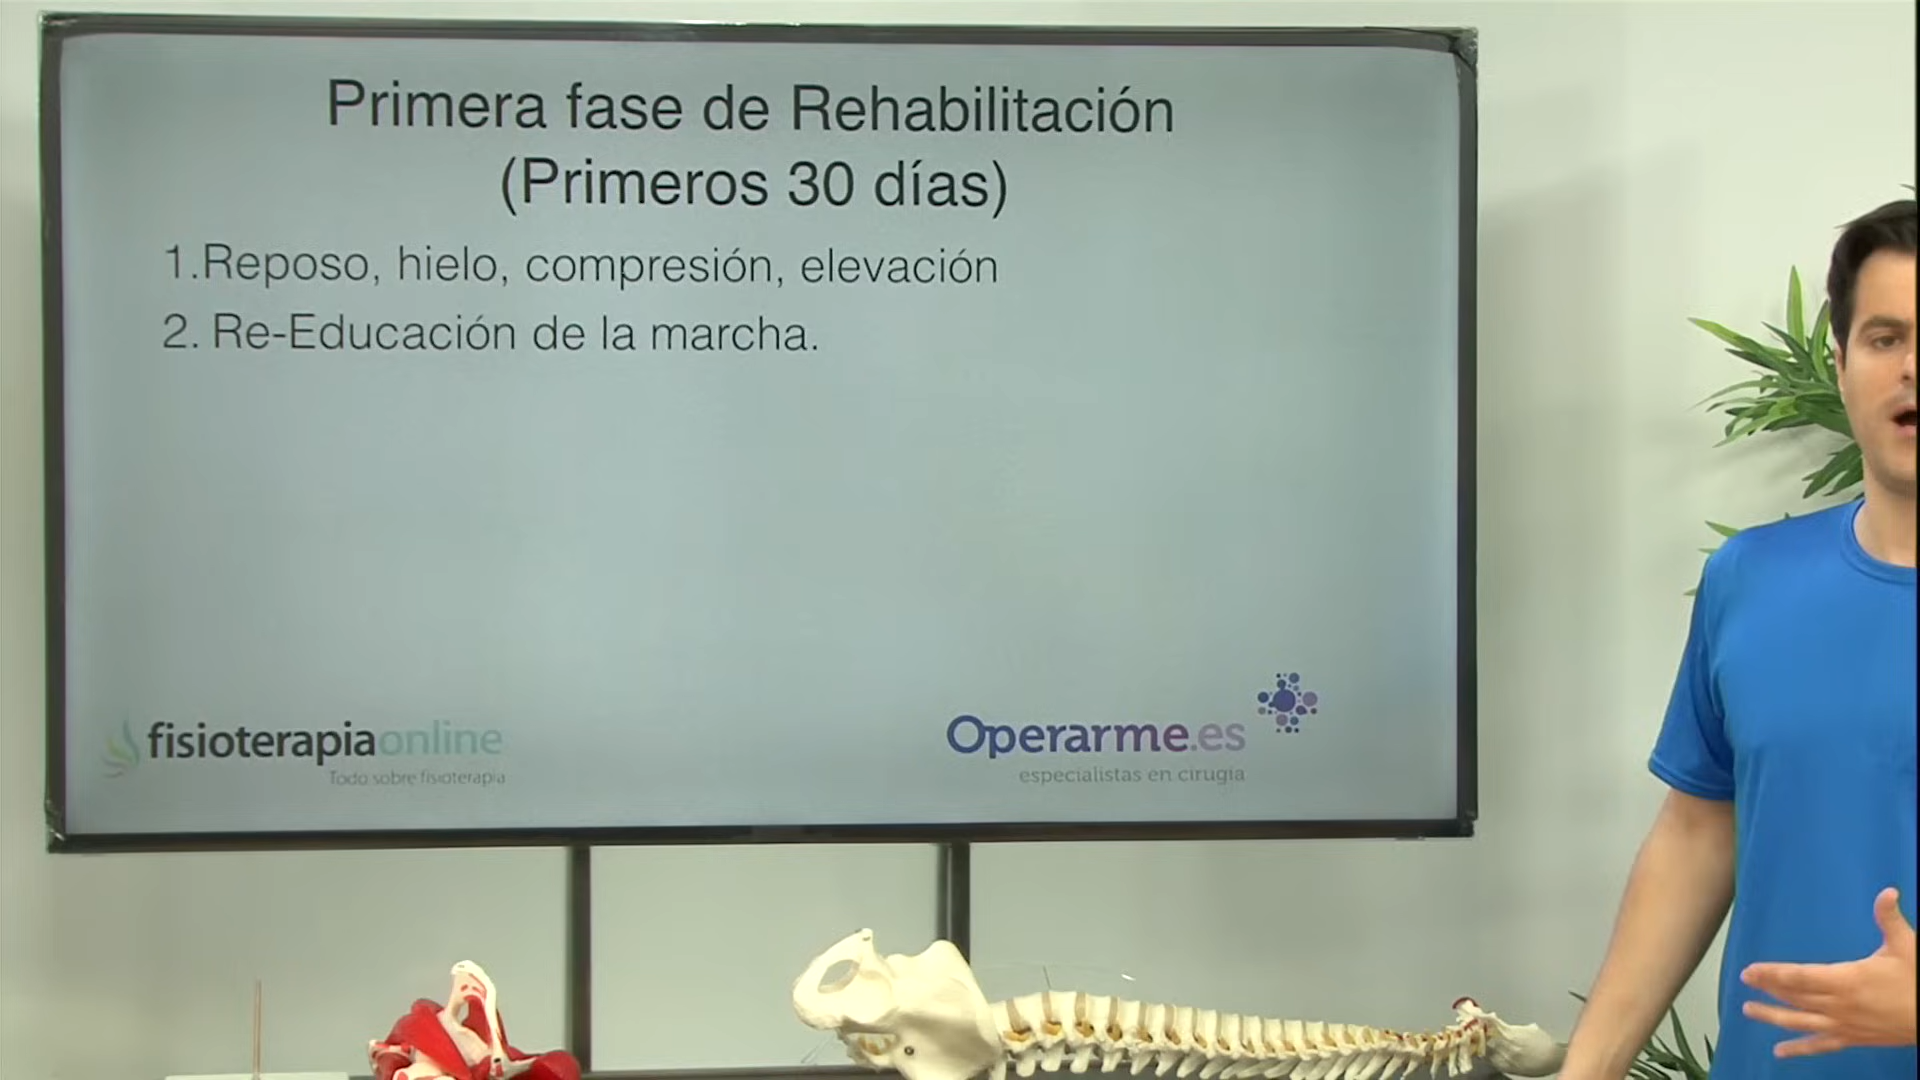 Primera fase de Rehabilitación
(Primeros 30 días)
1.Reposo, hielo, compresión, elevación
2. Re-Educación de la marcha.
fisioterapiaonline
Todo sobre fisioterapia
Operarme.es
especialistas en cirugía